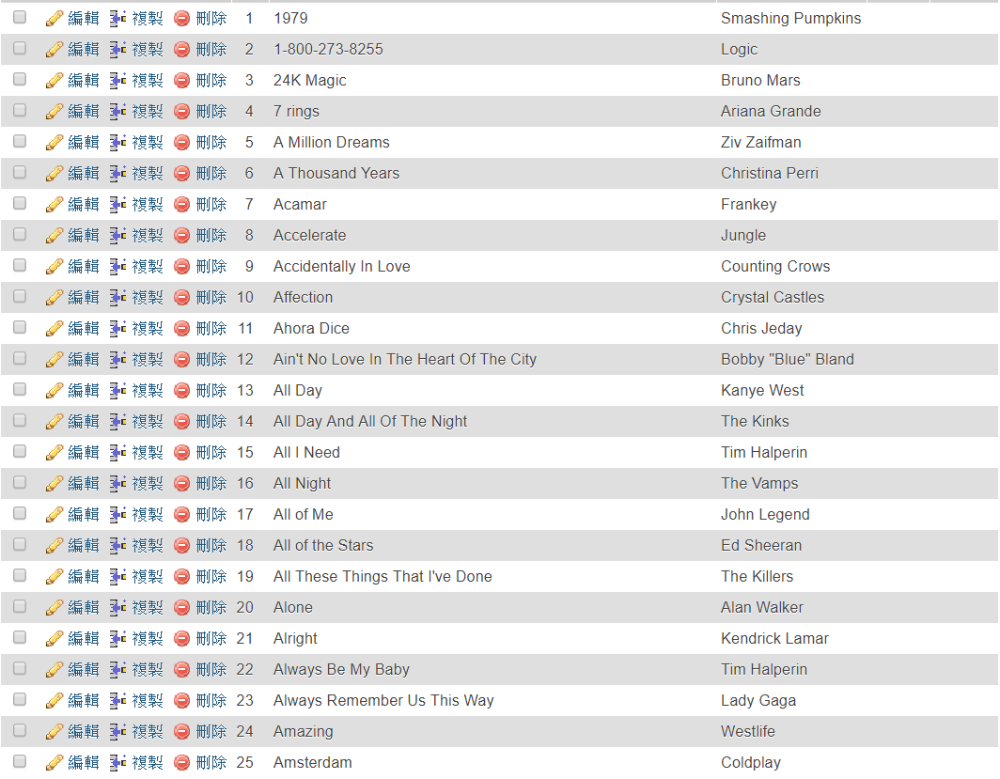 編輯 複製 刪除 1 1979 Smashing Pumpkins
編輯 複製 刪除 2 1-800-273-8255 Logic
編輯 複製 刪除 3 24K Magic Bruno Mars
編輯 複製 刪除 4 7 rings Ariana Grande
編輯 複製 刪除 5 A Million Dreams Ziv Zaifman
編輯 複製 刪除 6 A Thousand Years Christina Perri
編輯 複製 刪除 7 Acamar Frankey
編輯 複製 刪除 8 Accelerate Jungle
編輯 複製 刪除 9 Accidentally In Love Counting Crows
編輯 複製 刪除 10 Affection Crystal Castles
編輯 複製 刪除 11 Ahora Dice Chris Jeday
編輯 複製 刪除 12 Ain't No Love In The Heart Of The City Bobby "Blue" Bland
編輯 複製 刪除 13 All Day Kanye West
編輯 複製 刪除 14 All Day And All Of The Night The Kinks
編輯 複製 刪除 15 All I Need Tim Halperin
編輯 複製 刪除 16 All Night The Vamps
編輯 複製 刪除 17 All of Me John Legend
編輯 複製 刪除 18 All of the Stars Ed Sheeran
編輯 複製 刪除 19 All These Things That I've Done The Killers
編輯 複製 刪除 20 Alone Alan Walker
編輯 複製 刪除 21 Alright Kendrick Lamar
編輯 複製 刪除 22 Always Be My Baby Tim Halperin
編輯 複製 刪除 23 Always Remember Us This Way Lady Gaga
編輯 複製 刪除 24 Amazing Westlife
編輯 複製 刪除 25 Amsterdam Coldplay